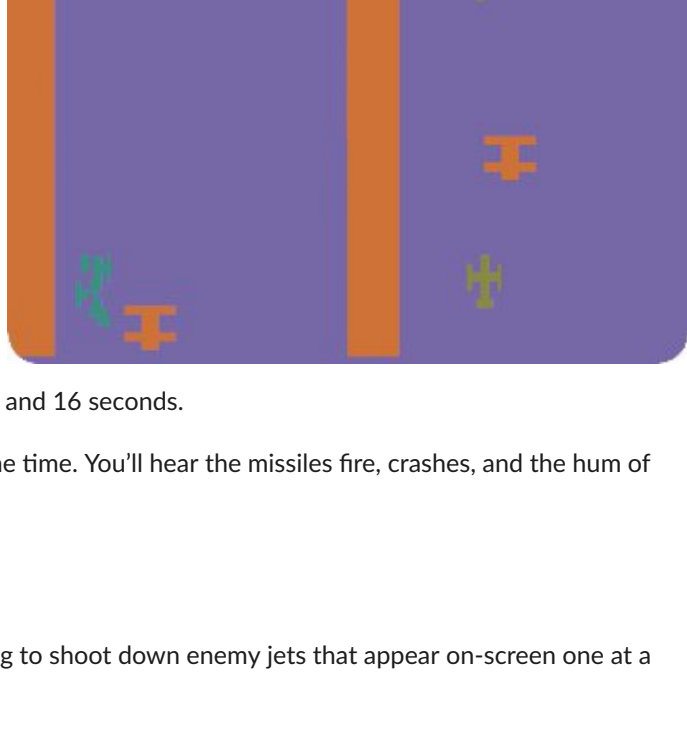 and 16 seconds.
e time. You’ll hear the missiles fire, crashes, and the hum of
g to shoot down enemy jets that appear on-screen one at a